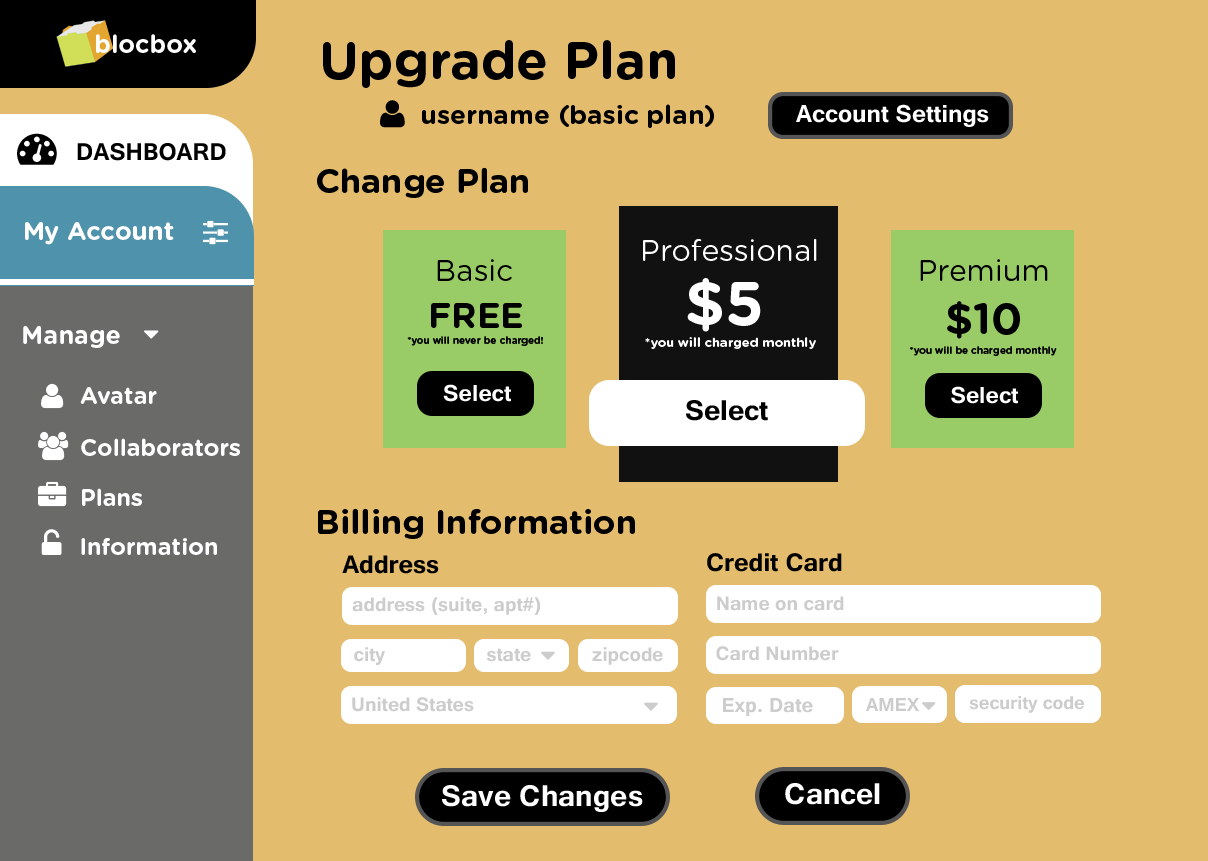 blocbox
Upgrade Plan
username (basic plan)
Account Settings
DASHBOARD
My Account
Manage
Avatar
Collaborators
Plans
Information
Change Plan
Basic
FREE
*you will never be charged!
Select
Professional
$5
*you will charged monthly
Select
Premium
$10
*you will be charged monthly
Select
Billing Information
Address
address (suite, apt#)
city
state
zipcode
United States
Credit Card
Name on card
Card Number
Exp. Date
AMEX
security code
Save Changes
Cancel